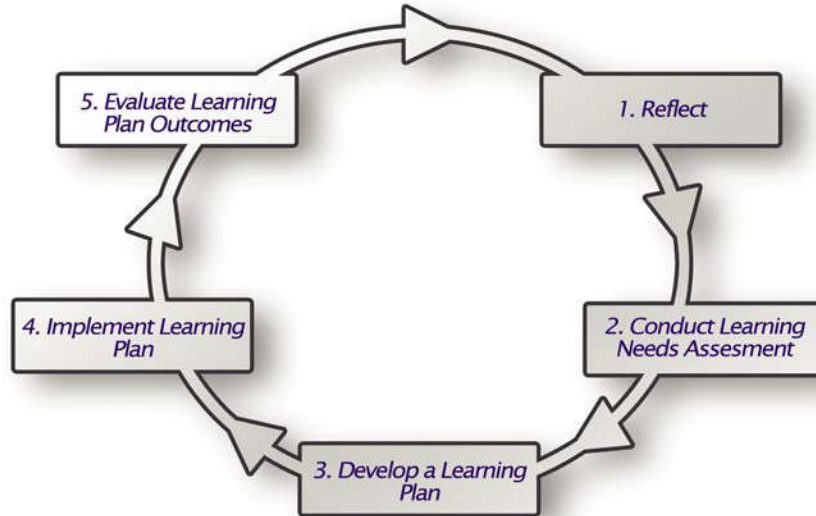 1. Reflect
2. Conduct Learning
Needs Assesment
3. Develop a Learning
Plan
4. Implement Learning
Plan
5. Evaluate Learning
Plan Outcomes